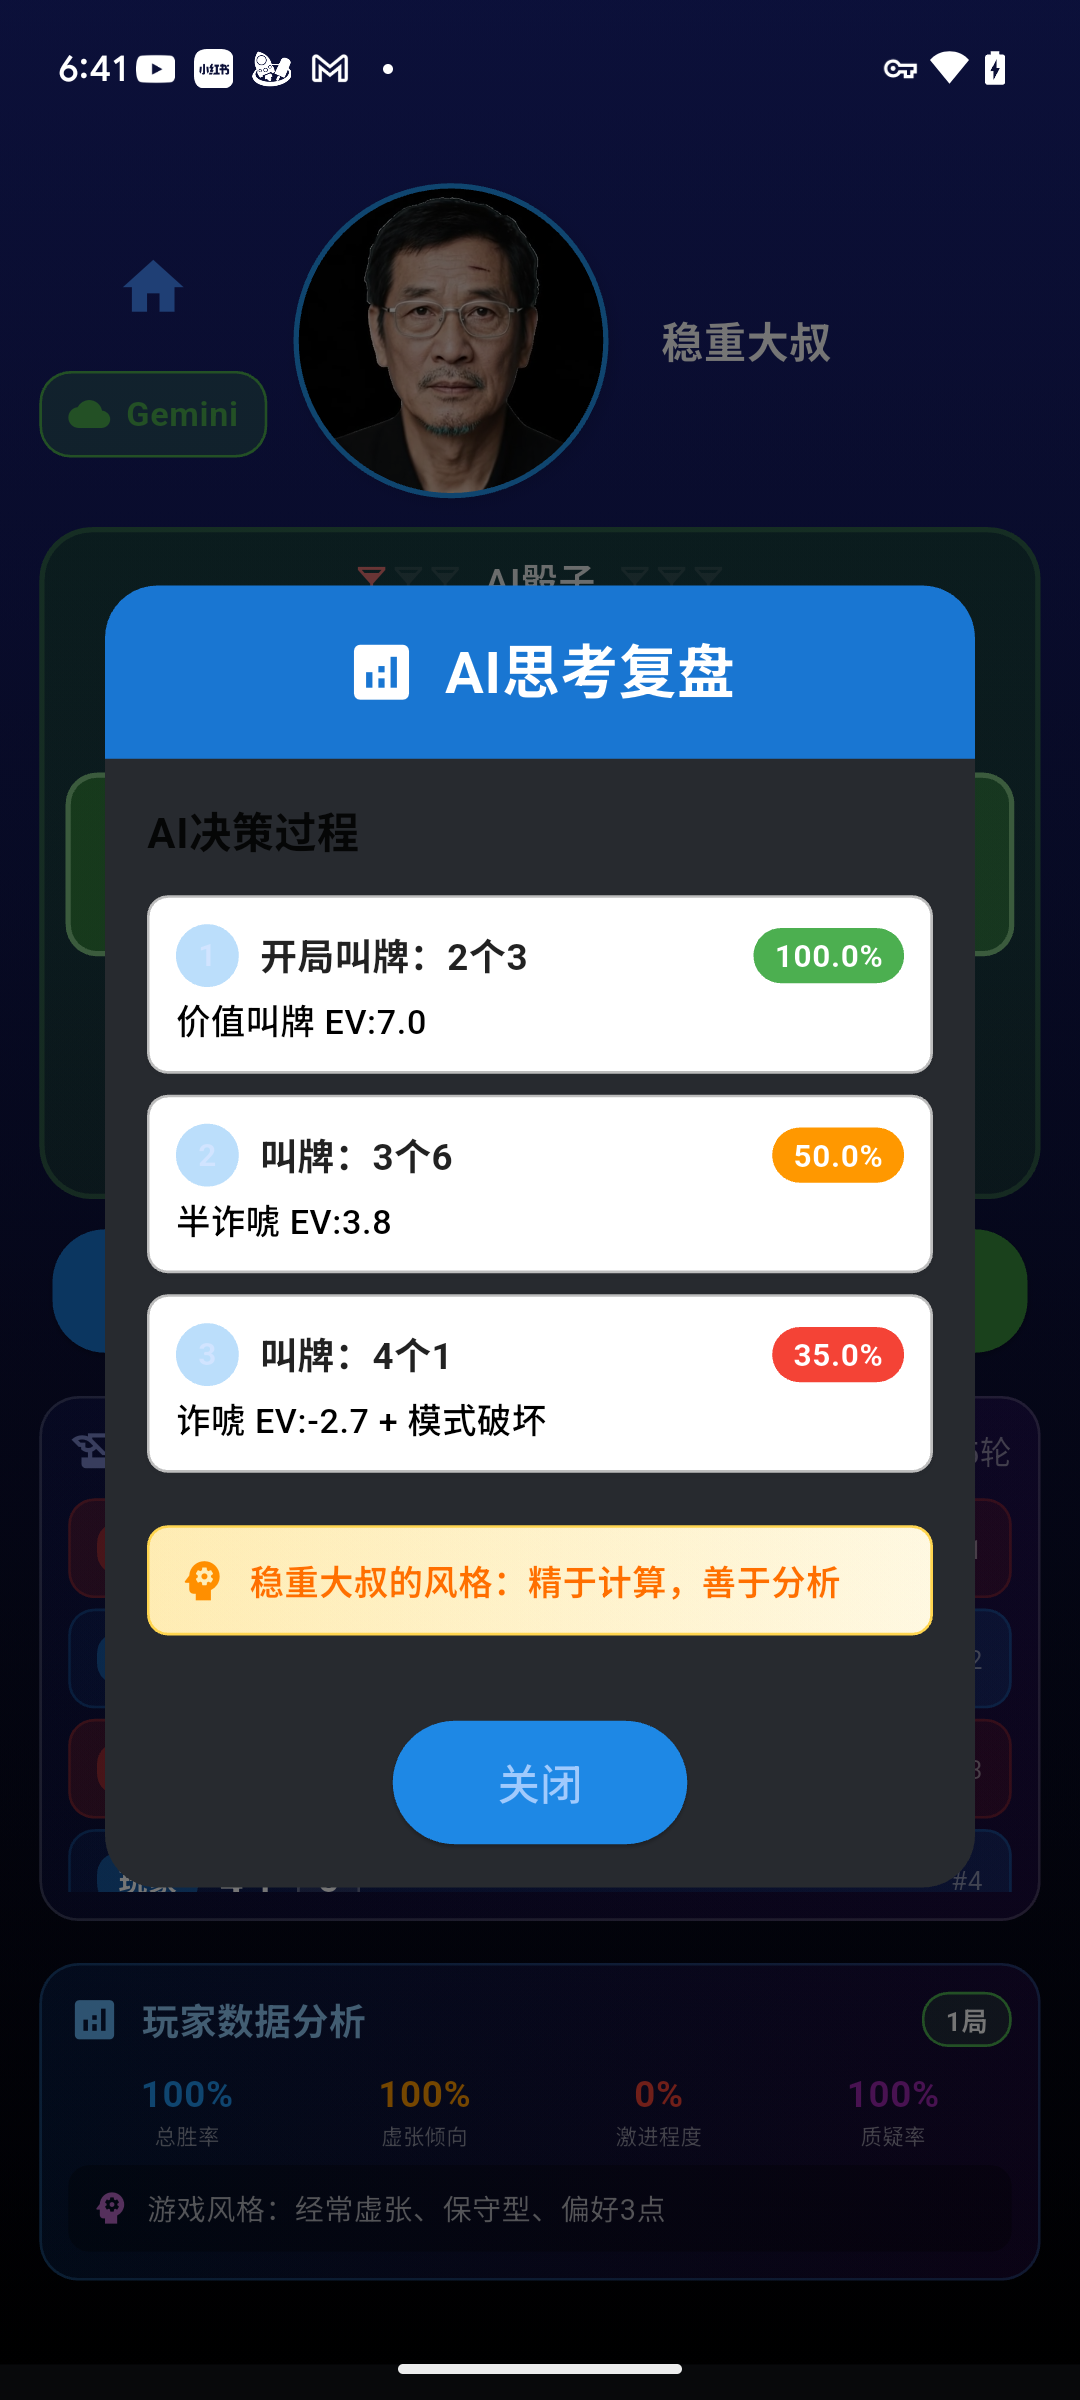 6:41
小红书
稳重大叔
Gemini
AI骰子
AI思考复盘
AI决策过程
1 开局叫牌：2个3 100.0%
价值叫牌 EV:7.0
2 叫牌：3个6 50.0%
半诈唬 EV:3.8
3 叫牌：4个1 35.0%
诈唬 EV:-2.7 + 模式破坏
轮
稳重大叔的风格：精于计算，善于分析
关闭
#4
玩家数据分析 1局
100% 100% 0% 100%
总胜率 虚张倾向 激进程度 质疑率
游戏风格：经常虚张、保守型、偏好3点